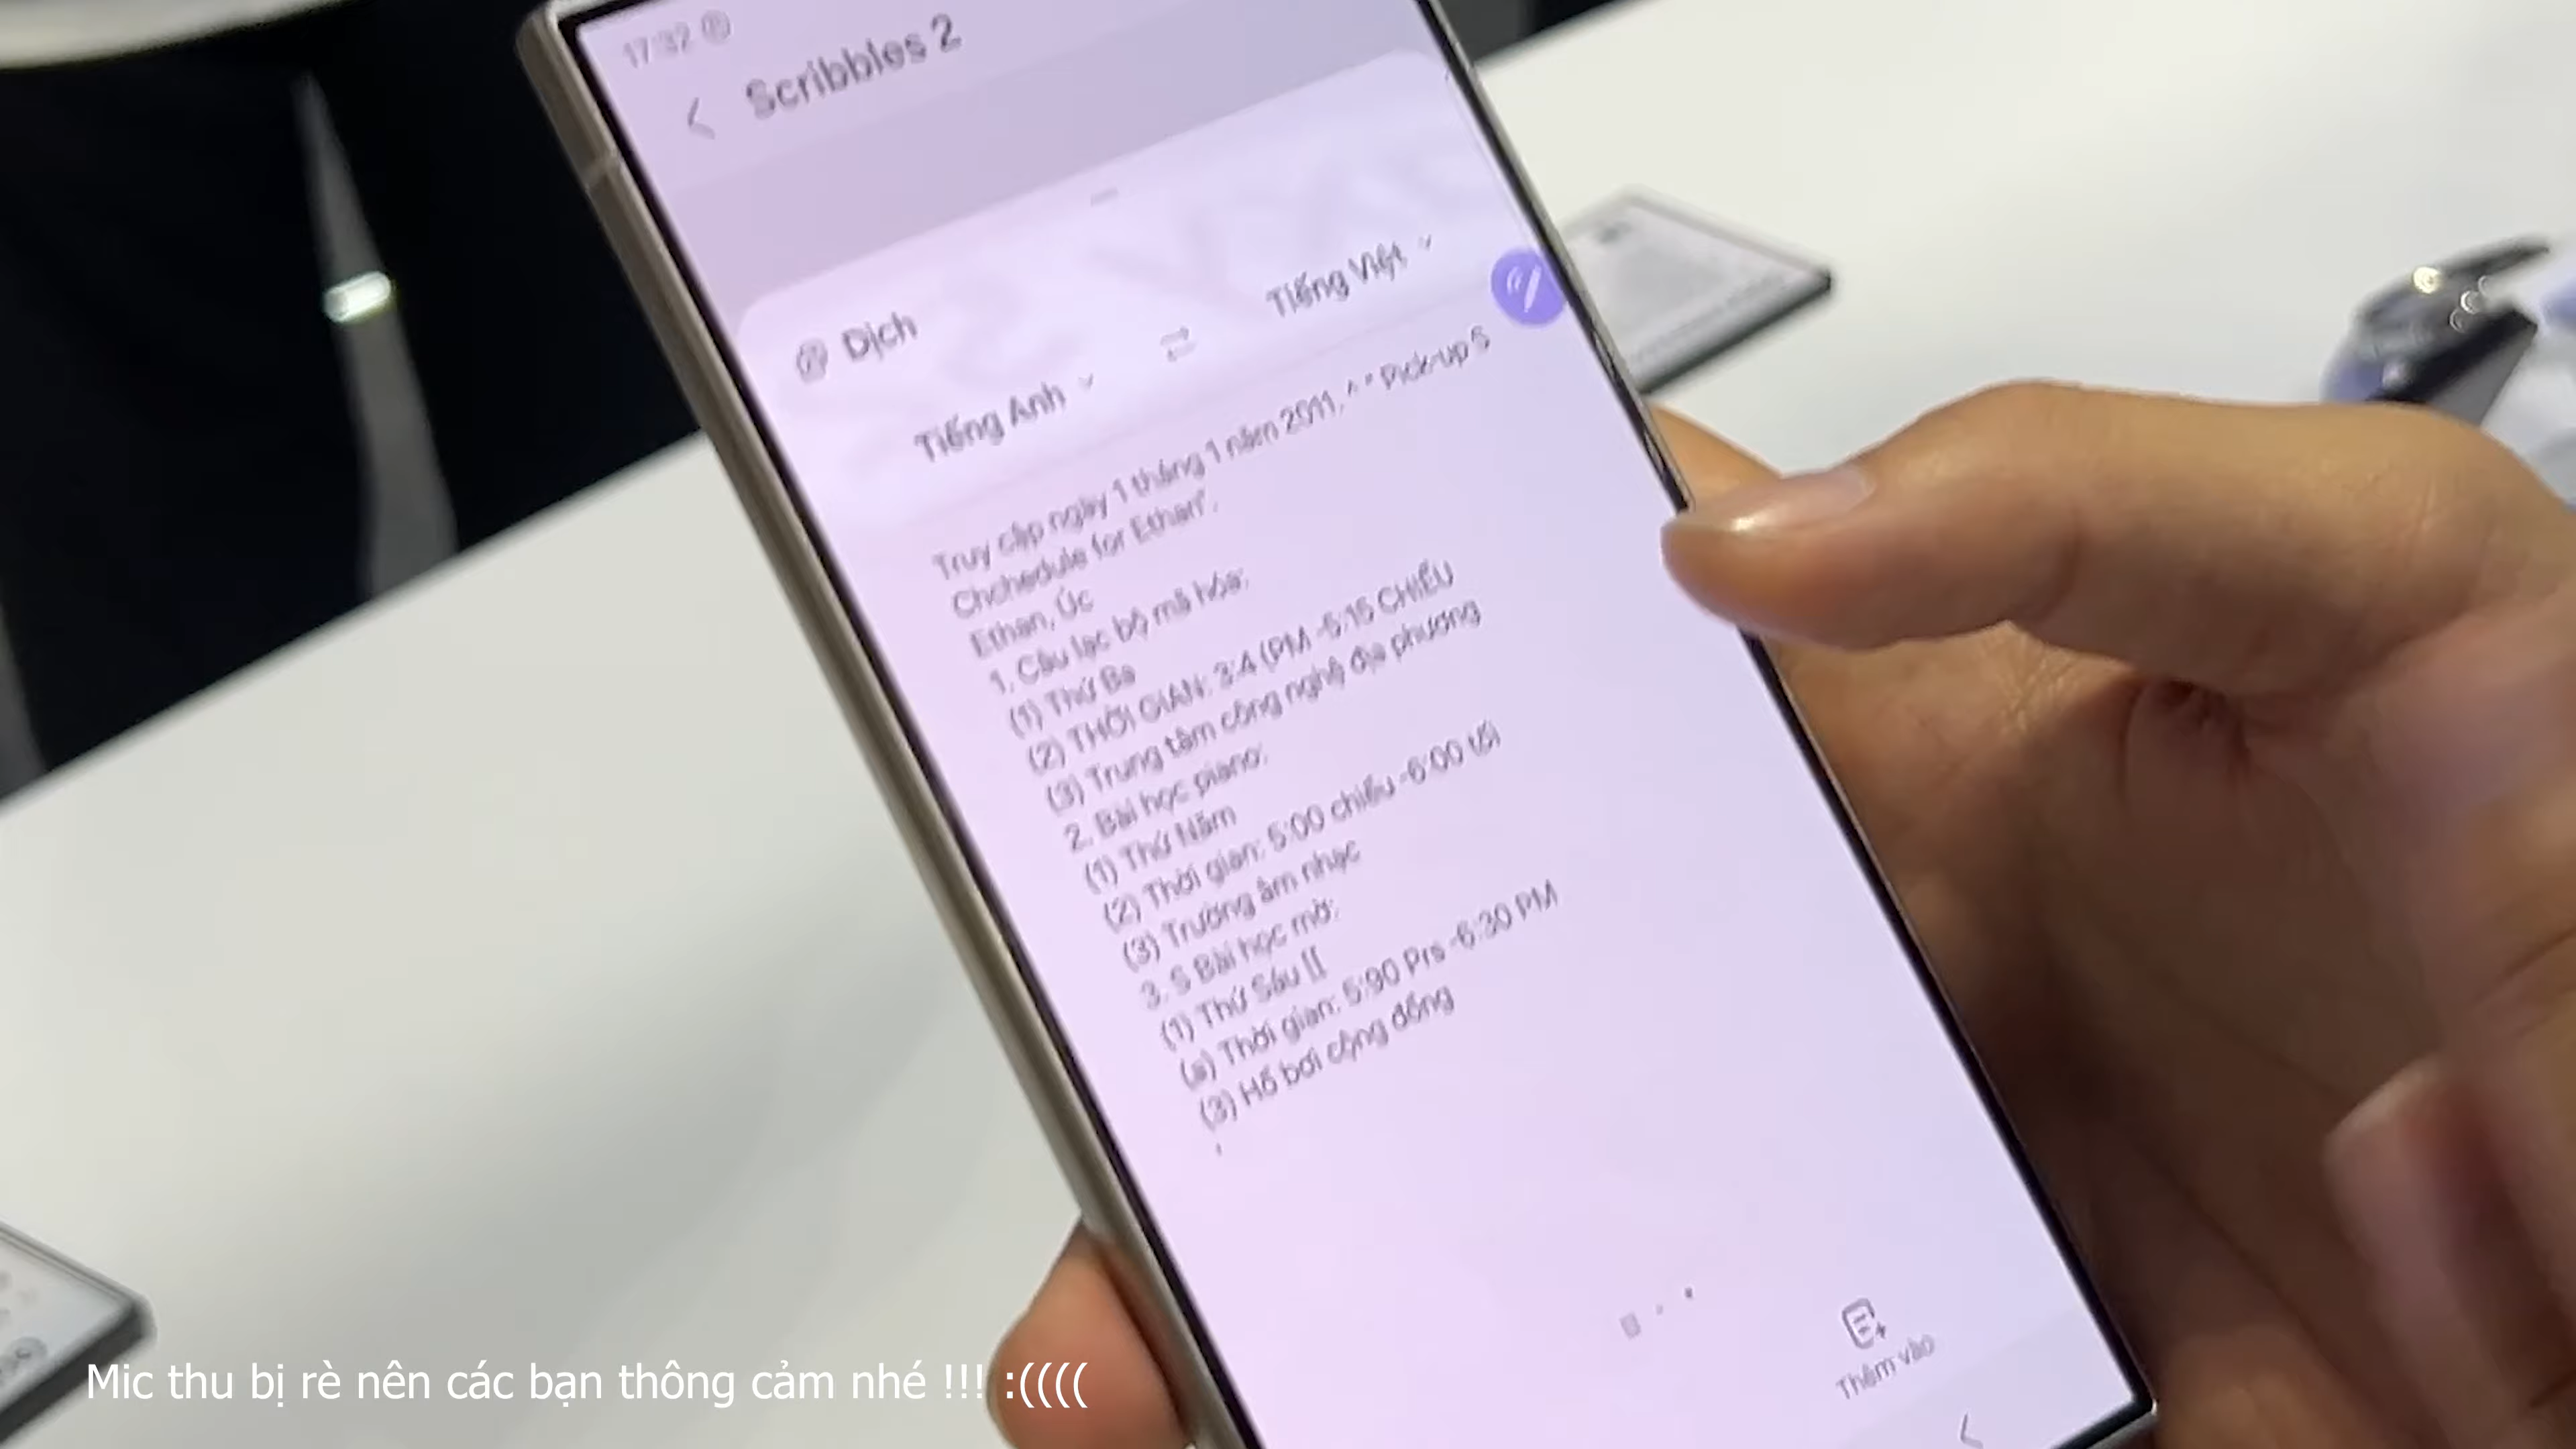 17:32
Scribbles 2
Dịch
Tiếng Anh
Tiếng Việt
Truy cập ngày 1 tháng 1 năm 2011, ^ " Pick-up 5
Chchedule for Ethan",
Ethan, Úc
1. Câu lạc bộ mã hóa:
(1) Thứ Ba
(2) THỜI GIAN: 3:4 (PM -5:15 CHIỀU
(3) Trung tâm công nghệ địa phương
2. Bài học piano:
(1) Thứ Năm
(2) Thời gian: 5:00 chiều -6:00 tối
(3) Trường âm nhạc
3. S Bài học mở:
(1) Thứ Sáu [[
(a) Thời gian: 5:90 Prs -6:30 PM
(3) Hồ bơi cộng đồng
Thêm vào
Mic thu bị rè nên các bạn thông cảm nhé !!! :((((